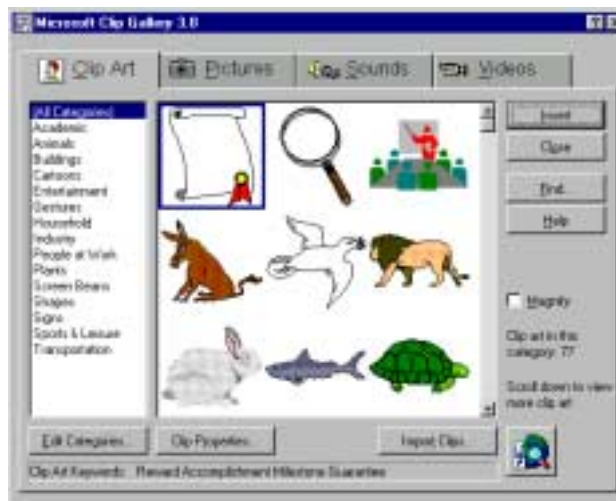 Microsoft Clip Gallery 3.0
Clip Art Pictures Sounds Videos
(All Categories)
Academic
Animals
Buildings
Cartoons
Entertainment
Gestures
Household
Industry
People at Work
Plants
Screen Beans
Shapes
Signs
Sports & Leisure
Transportation
Insert
Close
Find...
Help
Magnify
Clip art in this
category: 77
Scroll down to view
more clip art
Edit Categories...
Clip Properties...
Import Clips...
Clip Art Keywords: Reward Accomplishment Milestone Guarantee